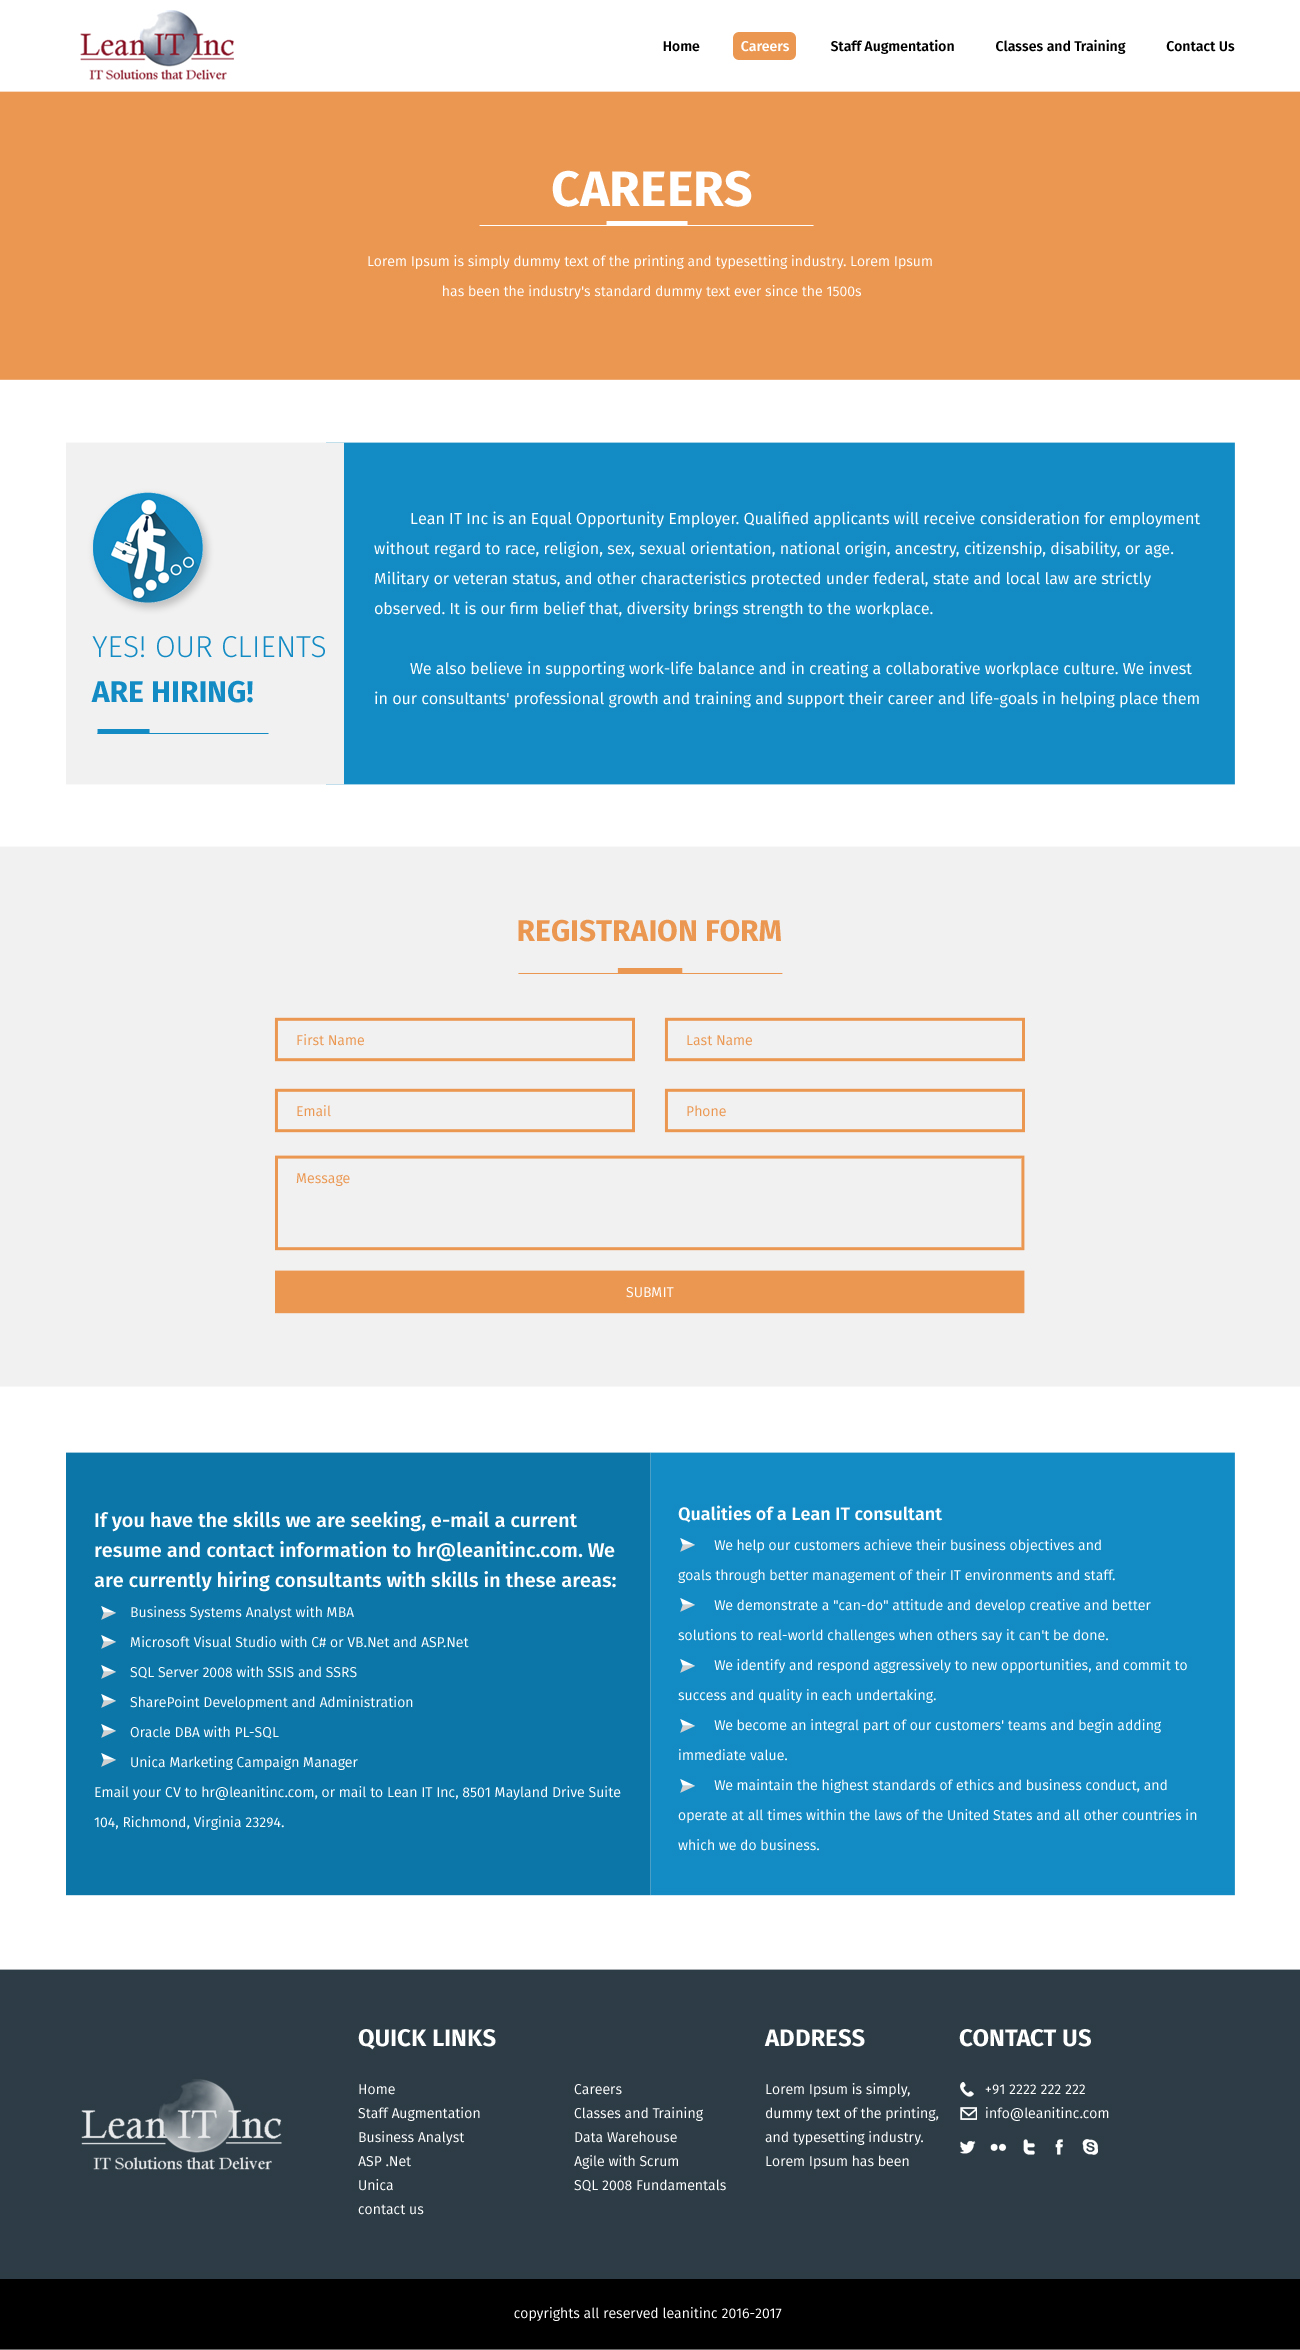 Lean IT Inc
IT Solutions that Deliver
Home
Careers
Staff Augmentation
Classes and Training
Contact Us
CAREERS
Lorem Ipsum is simply dummy text of the printing and typesetting industry. Lorem Ipsum
has been the industry's standard dummy text ever since the 1500s
YES! OUR CLIENTS
ARE HIRING!
Lean IT Inc is an Equal Opportunity Employer. Qualified applicants will receive consideration for employment
without regard to race, religion, sex, sexual orientation, national origin, ancestry, citizenship, disability, or age.
Military or veteran status, and other characteristics protected under federal, state and local law are strictly
observed. It is our firm belief that, diversity brings strength to the workplace.
We also believe in supporting work-life balance and in creating a collaborative workplace culture. We invest
in our consultants' professional growth and training and support their career and life-goals in helping place them
REGISTRAION FORM
First Name
Last Name
Email
Phone
Message
SUBMIT
If you have the skills we are seeking, e-mail a current
resume and contact information to hr@leanitinc.com. We
are currently hiring consultants with skills in these areas:
Business Systems Analyst with MBA
Microsoft Visual Studio with C# or VB.Net and ASP.Net
SQL Server 2008 with SSIS and SSRS
SharePoint Development and Administration
Oracle DBA with PL-SQL
Unica Marketing Campaign Manager
Email your CV to hr@leanitinc.com, or mail to Lean IT Inc, 8501 Mayland Drive Suite
104, Richmond, Virginia 23294.
Qualities of a Lean IT consultant
We help our customers achieve their business objectives and
goals through better management of their IT environments and staff.
We demonstrate a "can-do" attitude and develop creative and better
solutions to real-world challenges when others say it can't be done.
We identify and respond aggressively to new opportunities, and commit to
success and quality in each undertaking.
We become an integral part of our customers' teams and begin adding
immediate value.
We maintain the highest standards of ethics and business conduct, and
operate at all times within the laws of the United States and all other countries in
which we do business.
Lean IT Inc
IT Solutions that Deliver
QUICK LINKS
Home
Staff Augmentation
Business Analyst
ASP .Net
Unica
contact us
Careers
Classes and Training
Data Warehouse
Agile with Scrum
SQL 2008 Fundamentals
ADDRESS
Lorem Ipsum is simply,
dummy text of the printing,
and typesetting industry.
Lorem Ipsum has been
CONTACT US
+91 2222 222 222
info@leanitinc.com
copyrights all reserved leanitinc 2016-2017